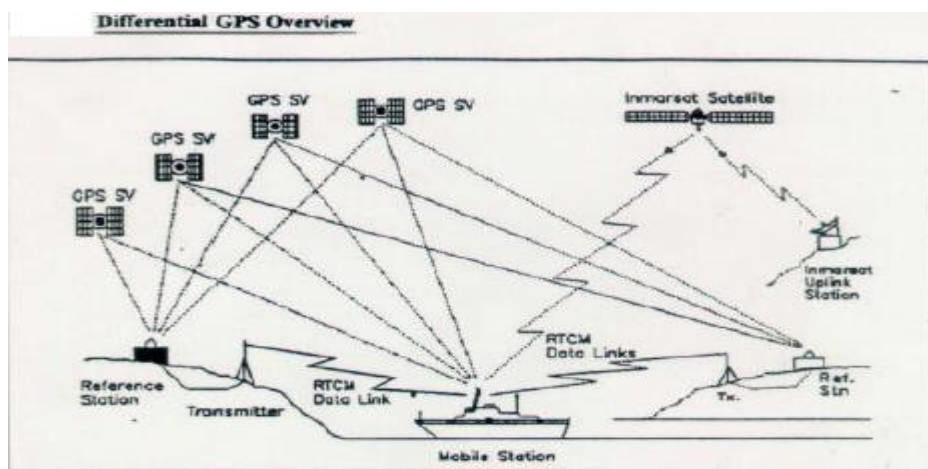 Differential GPS Overview
GPS SV
GPS SV
GPS SV
GPS SV
Inmarsat Satellite
Inmarsat
Uplink
Station
RTCM
Data Links
Reference
Station
Transmitter
RTCM
Data Link
Tx.
Ref.
Stn
Mobile Station